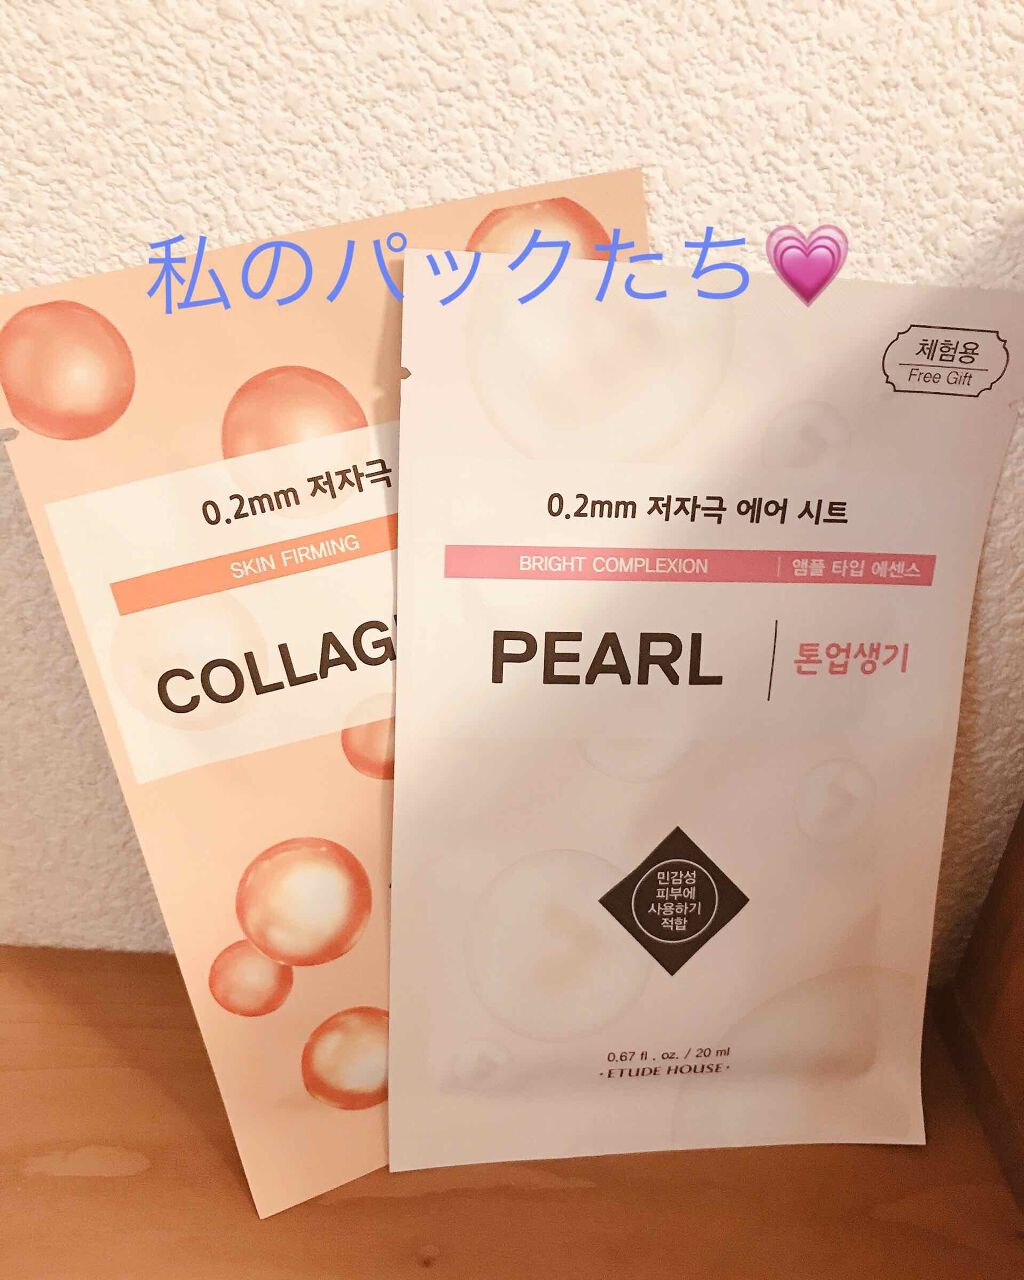 私のパックたち💗
0.2mm 저자극
SKIN FIRMING
COLLAG
체험용
Free Gift
0.2mm 저자극 에어 시트
BRIGHT COMPLEXION | 앰플 타입 에센스
PEARL | 톤업생기
민감성
피부에
사용하기
적합
0.67 fl . oz. / 20 ml
·ETUDE HOUSE·